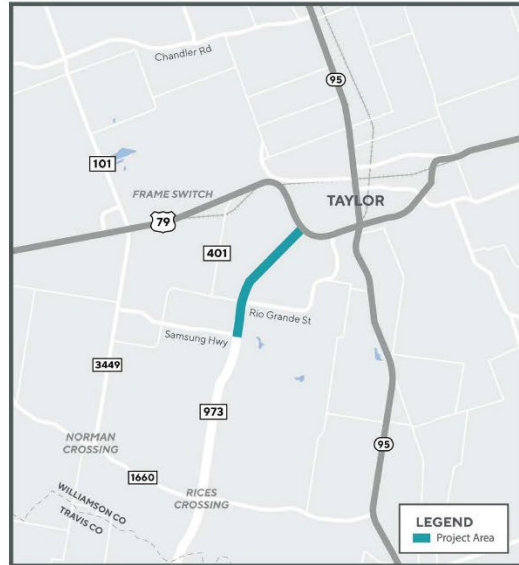 Chandler Rd
95
101
FRAME SWITCH
TAYLOR
79
401
Rio Grande St
Samsung Hwy
3449
973
NORMAN
CROSSING
95
1660
RICES
CROSSING
WILLIAMSON CO
TRAVIS CO
LEGEND
Project Area